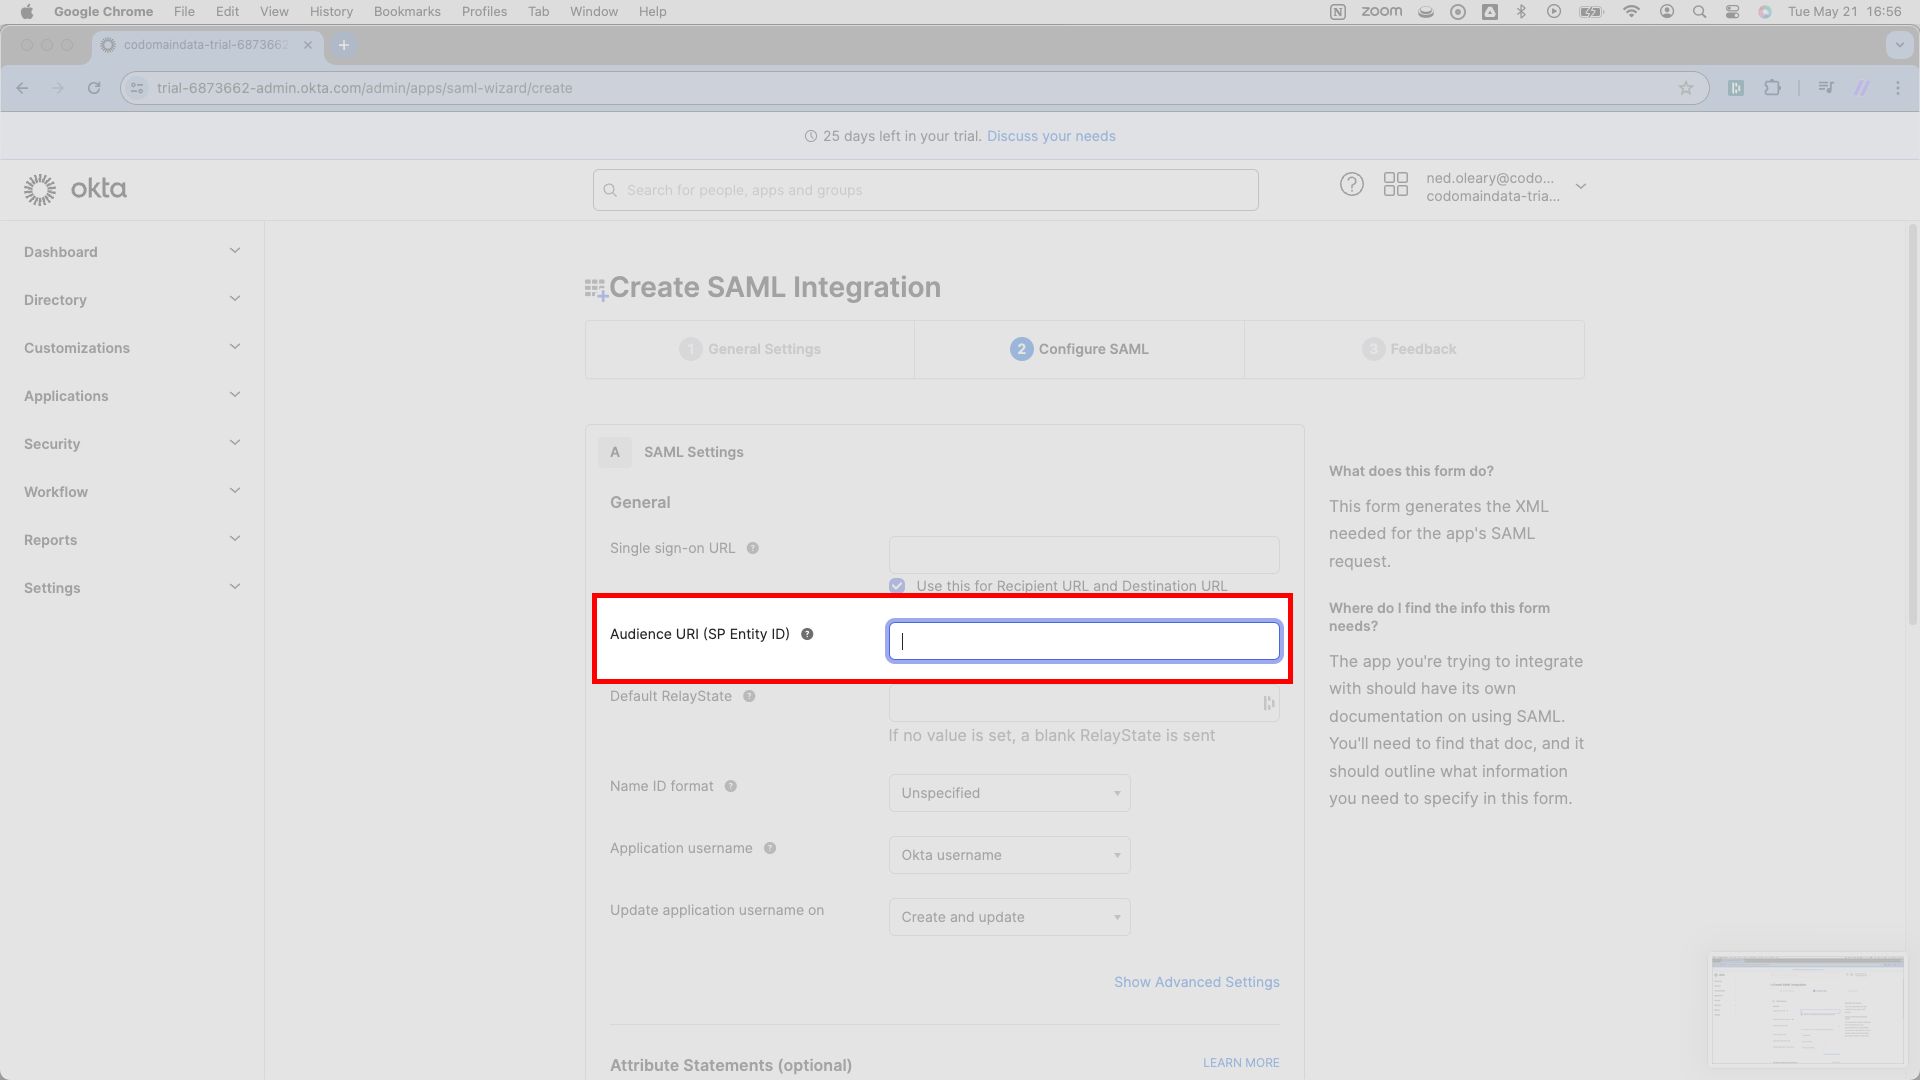 Google Chrome File Edit View History Bookmarks Profiles Tab Window Help zoom Tue May 21 16:56
codomaindata-trial-6873662
trial-6873662-admin.okta.com/admin/apps/saml-wizard/create
25 days left in your trial. Discuss your needs
okta
Search for people, apps and groups
ned.oleary@codo...
codomaindata-tria...
Dashboard
Directory
Customizations
Applications
Security
Workflow
Reports
Settings
Create SAML Integration
1 General Settings
2 Configure SAML
3 Feedback
A SAML Settings
General
Single sign-on URL
Use this for Recipient URL and Destination URL
Audience URI (SP Entity ID)
Default RelayState
If no value is set, a blank RelayState is sent
Name ID format
Unspecified
Application username
Okta username
Update application username on
Create and update
Show Advanced Settings
Attribute Statements (optional)
LEARN MORE
What does this form do?
This form generates the XML
needed for the app's SAML
request.
Where do I find the info this form
needs?
The app you're trying to integrate
with should have its own
documentation on using SAML.
You'll need to find that doc, and it
should outline what information
you need to specify in this form.